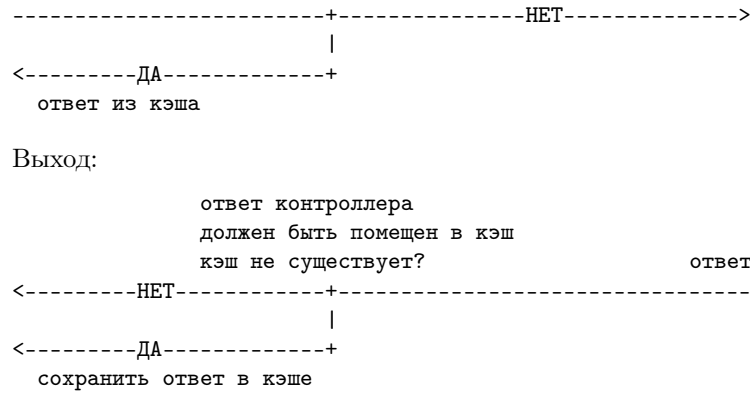 -------------------------+---------------НЕТ-------------->
                         |
<---------ДА-------------+
  ответ из кэша
Выход:
               ответ контроллера
               должен быть помещен в кэш
               кэш не существует?                     ответ
<---------НЕТ------------+---------------------------------
                         |
<---------ДА-------------+
  сохранить ответ в кэше